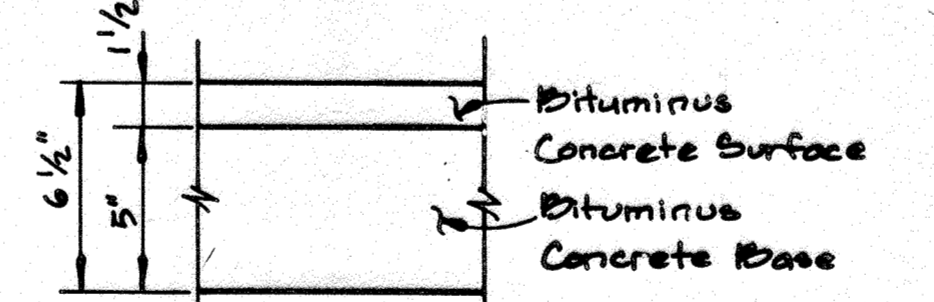 1 1/2
6 1/2"
5"
Bituminus
Concrete Surface
Bituminus
Concrete Base